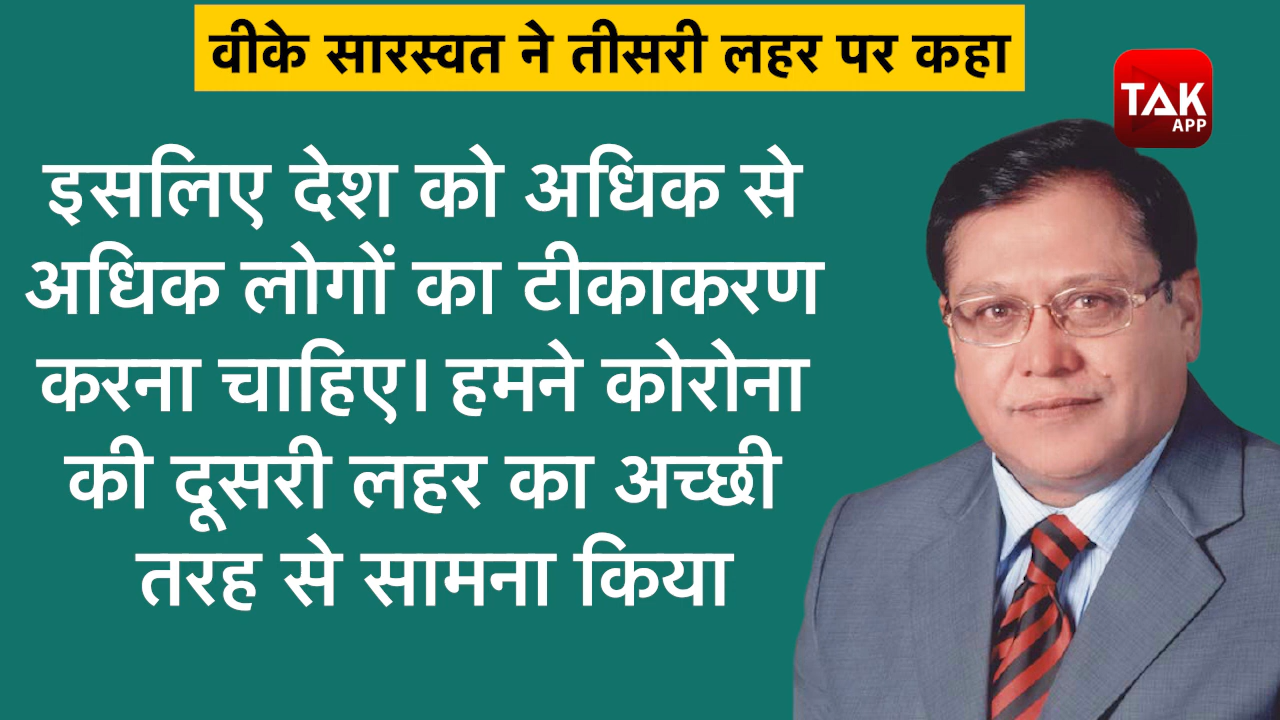 वीके सारस्वत ने तीसरी लहर पर कहा
TAK
APP
इसलिए देश को अधिक से
अधिक लोगों का टीकाकरण
करना चाहिए। हमने कोरोना
की दूसरी लहर का अच्छी
तरह से सामना किया